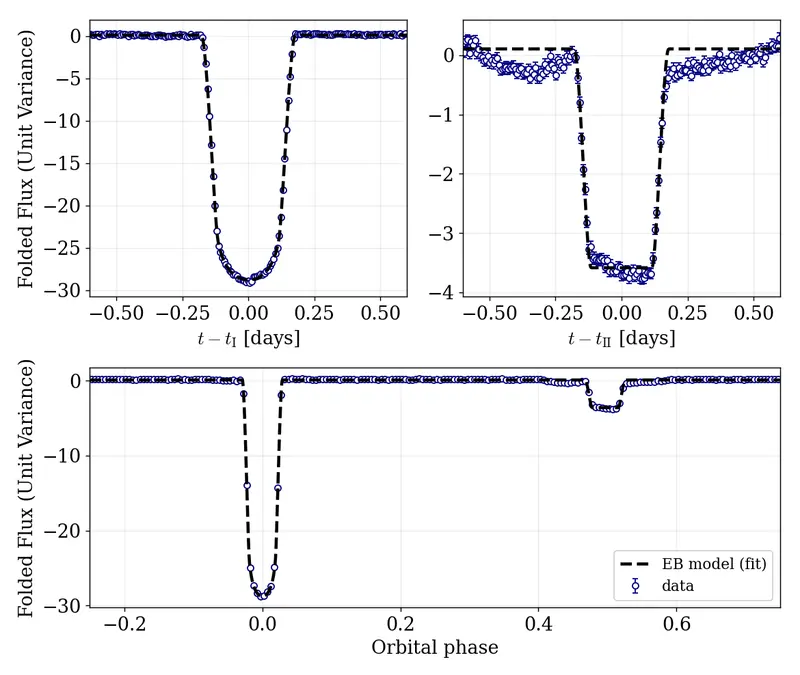 Folded Flux (Unit Variance)
0
−5
−10
−15
−20
−25
−30
−0.50 −0.25 0.00 0.25 0.50
t − t_I [days]
0
−1
−2
−3
−4
−0.50 −0.25 0.00 0.25 0.50
t − t_II [days]
Folded Flux (Unit Variance)
0
−10
−20
−30
−0.2 0.0 0.2 0.4 0.6
Orbital phase
EB model (fit)
data